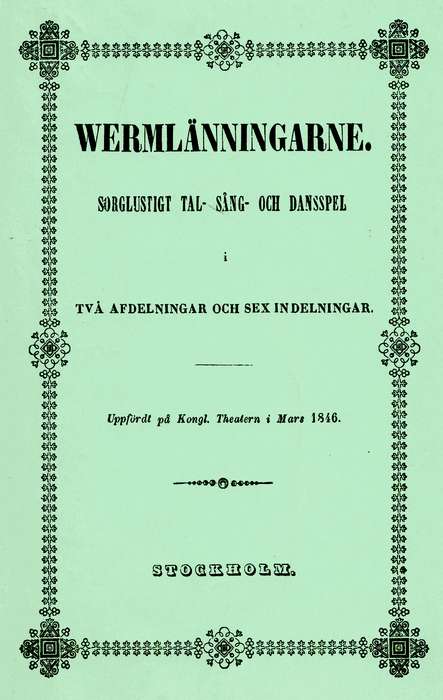 WERMLÄNNINGARNE.
SORGLUSTIGT TAL- SÅNG- OCH DANSSPEL
i
TVÅ AFDELNINGAR OCH SEX INDELNINGAR.
Uppfördt på Kongl. Theatern i Mars 1846.
STOCKHOLM.